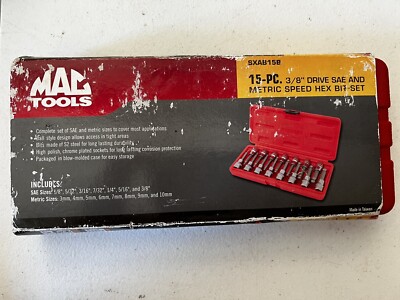 MAC
TOOLS
SXAB15B
15-PC. 3/8" DRIVE SAE AND
METRIC SPEED HEX BIT SET
• Complete set of SAE and metric sizes to cover most applications
• Tall style design allows access in tight areas
• Bits made of S2 steel for long lasting durability
• High polish, chrome plated sockets for long lasting corrosion protection
• Packaged in blow-molded case for easy storage
INCLUDES:
SAE Sizes: 1/8", 5/32", 3/16", 7/32", 1/4", 5/16", and 3/8"
Metric Sizes: 3mm, 4mm, 5mm, 6mm, 7mm, 8mm, 9mm, and 10mm
Made in Taiwan